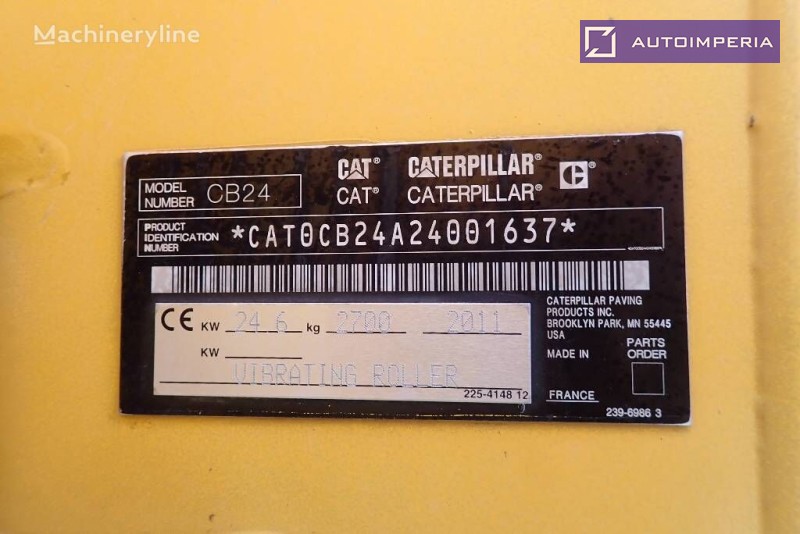 Machineryline
AUTOIMPERIA
CAT® CATERPILLAR® C
CAT® CATERPILLAR®
MODEL NUMBER CB24
PRODUCT IDENTIFICATION NUMBER *CAT0CB24A24001637*
CE KW 24.6 kg 2700 2011
KW
VIBRATING ROLLER
225-4148 12
CATERPILLAR PAVING
PRODUCTS INC.
BROOKLYN PARK, MN 55445
USA
MADE IN
FRANCE
PARTS
ORDER
239-6986 3